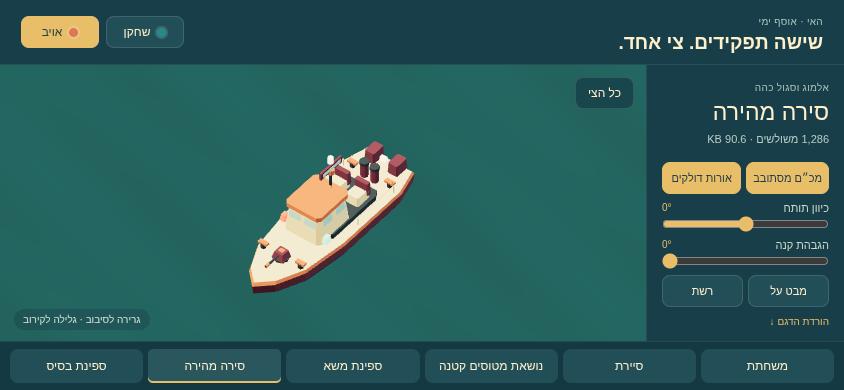 האי · אוסף ימי
שישה תפקידים. צי אחד.
שחקן
אויב
כל הצי
אלמוג וסגול כהה
סירה מהירה
1,286 משולשים · 90.6 KB
מכ״ם מסתובב
אורות דולקים
כיוון תותח
0°
הגבהת קנה
0°
מבט על
רשת
הורדת הדגם ↓
גרירה לסיבוב · גלילה לקירוב
משחתת
סיירת
נושאת מטוסים קטנה
ספינת משא
סירה מהירה
ספינת בסיס